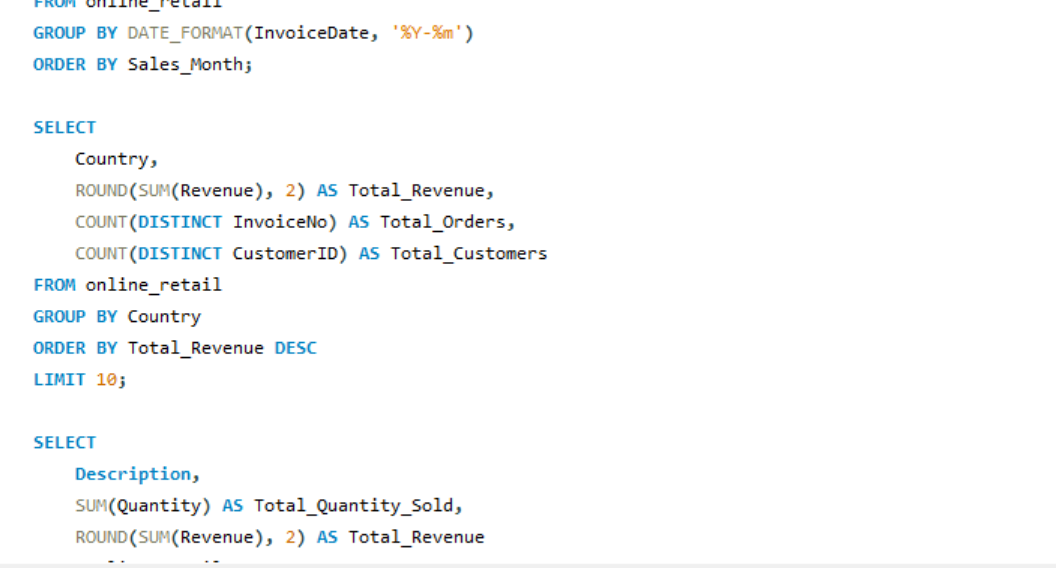 FROM online_retail
GROUP BY DATE_FORMAT(InvoiceDate, '%Y-%m')
ORDER BY Sales_Month;
SELECT
Country,
ROUND(SUM(Revenue), 2) AS Total_Revenue,
COUNT(DISTINCT InvoiceNo) AS Total_Orders,
COUNT(DISTINCT CustomerID) AS Total_Customers
FROM online_retail
GROUP BY Country
ORDER BY Total_Revenue DESC
LIMIT 10;
SELECT
Description,
SUM(Quantity) AS Total_Quantity_Sold,
ROUND(SUM(Revenue), 2) AS Total_Revenue